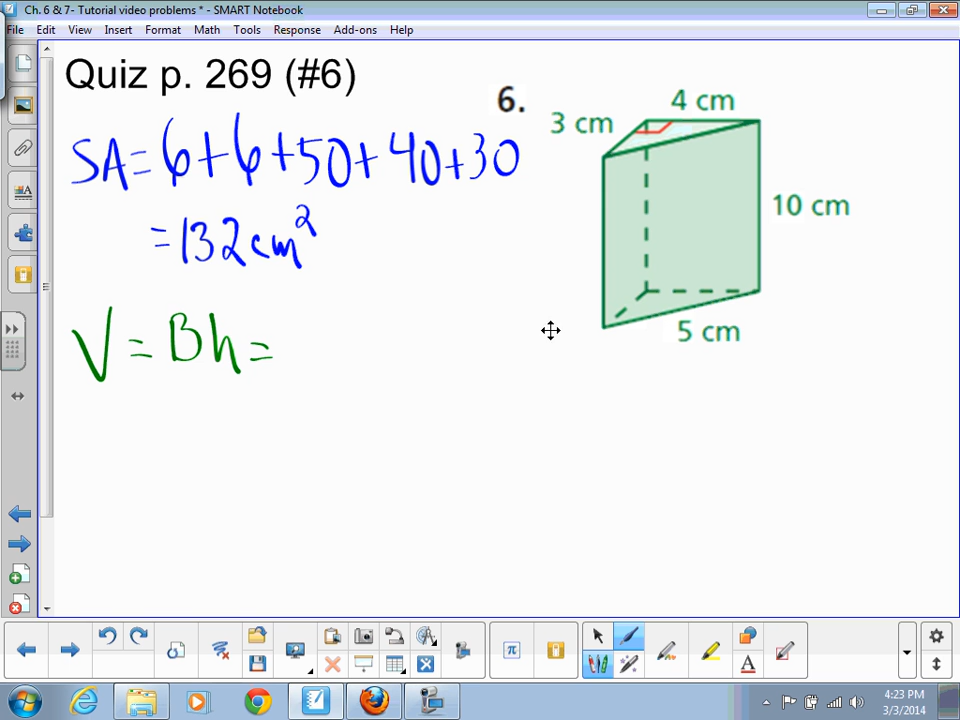 Ch. 6 & 7- Tutorial video problems * - SMART Notebook
File Edit View Insert Format Math Tools Response Add-ons Help
Quiz p. 269 (#6)
6.
4 cm
3 cm
SA = 6 + 6 + 50 + 40 + 30
10 cm
= 132 cm²
5 cm
V = Bh =
π
A
4:23 PM
3/3/2014